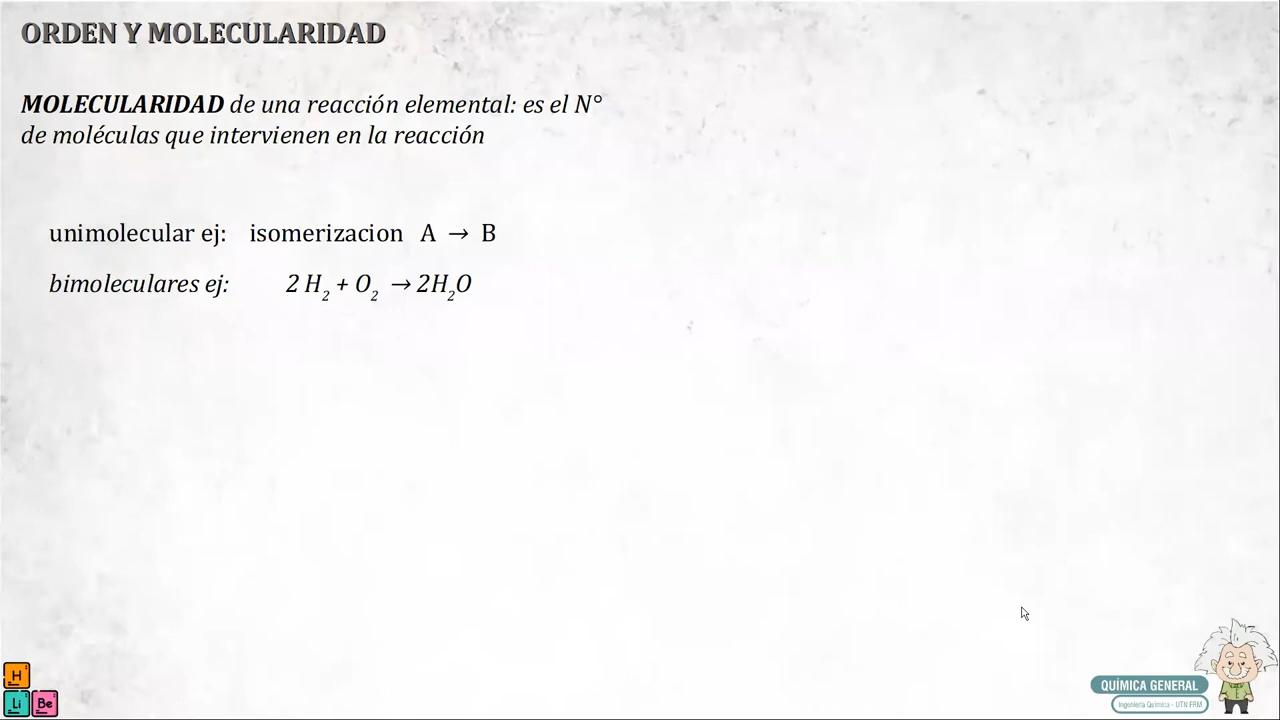 ORDEN Y MOLECULARIDAD
MOLECULARIDAD de una reacción elemental: es el N°
de moléculas que intervienen en la reacción
unimolecular ej: isomerizacion A → B
bimoleculares ej: 2 H₂ + O₂ → 2H₂O
H
Li Be
QUÍMICA GENERAL
Ingeniería Química - UTN FRM